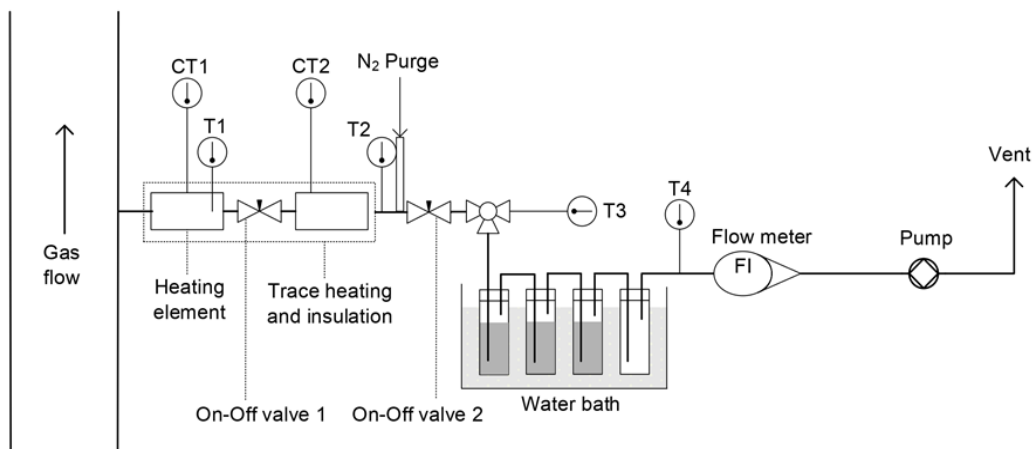 CT1
CT2
N₂ Purge
T1
T2
T3
T4
Vent
Flow meter
FI
Pump
Gas
flow
Heating
element
Trace heating
and insulation
On-Off valve 1
On-Off valve 2
Water bath